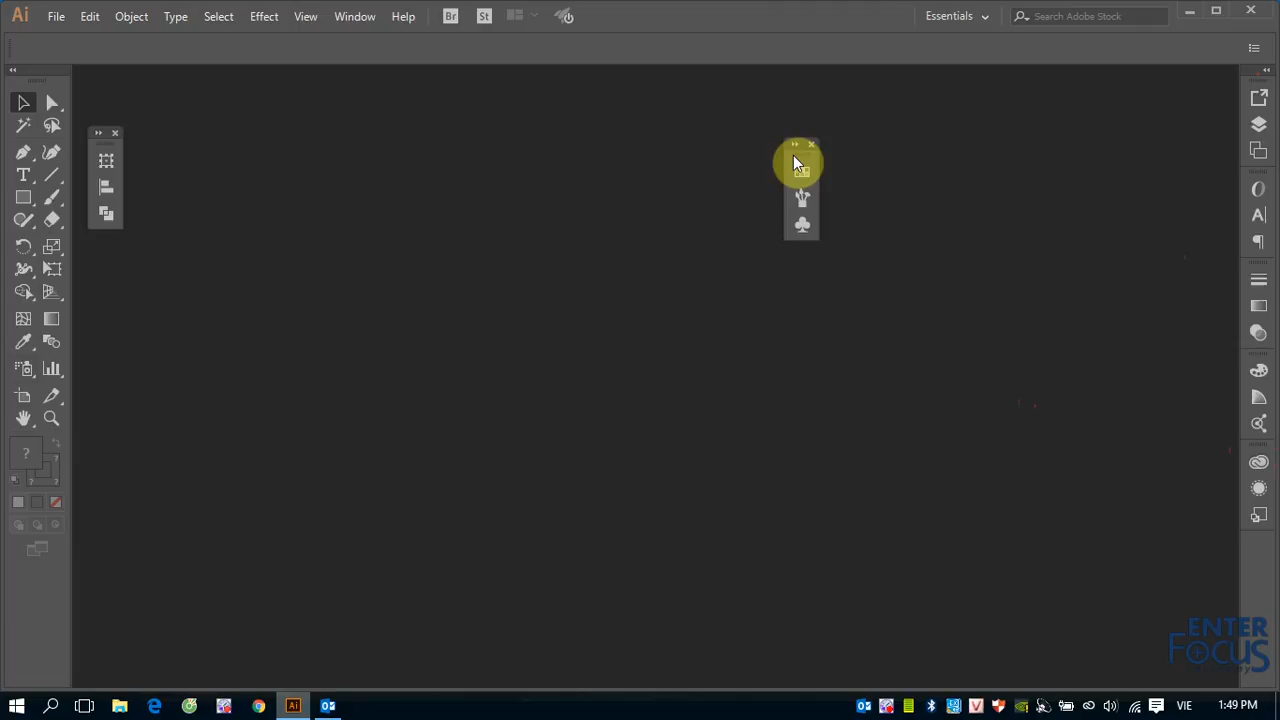 Ai File Edit Object Type Select Effect View Window Help Br St Essentials Search Adobe Stock
T
A
?
?
? ?
ENTER
FOCUS
Ai VIE 1:49 PM